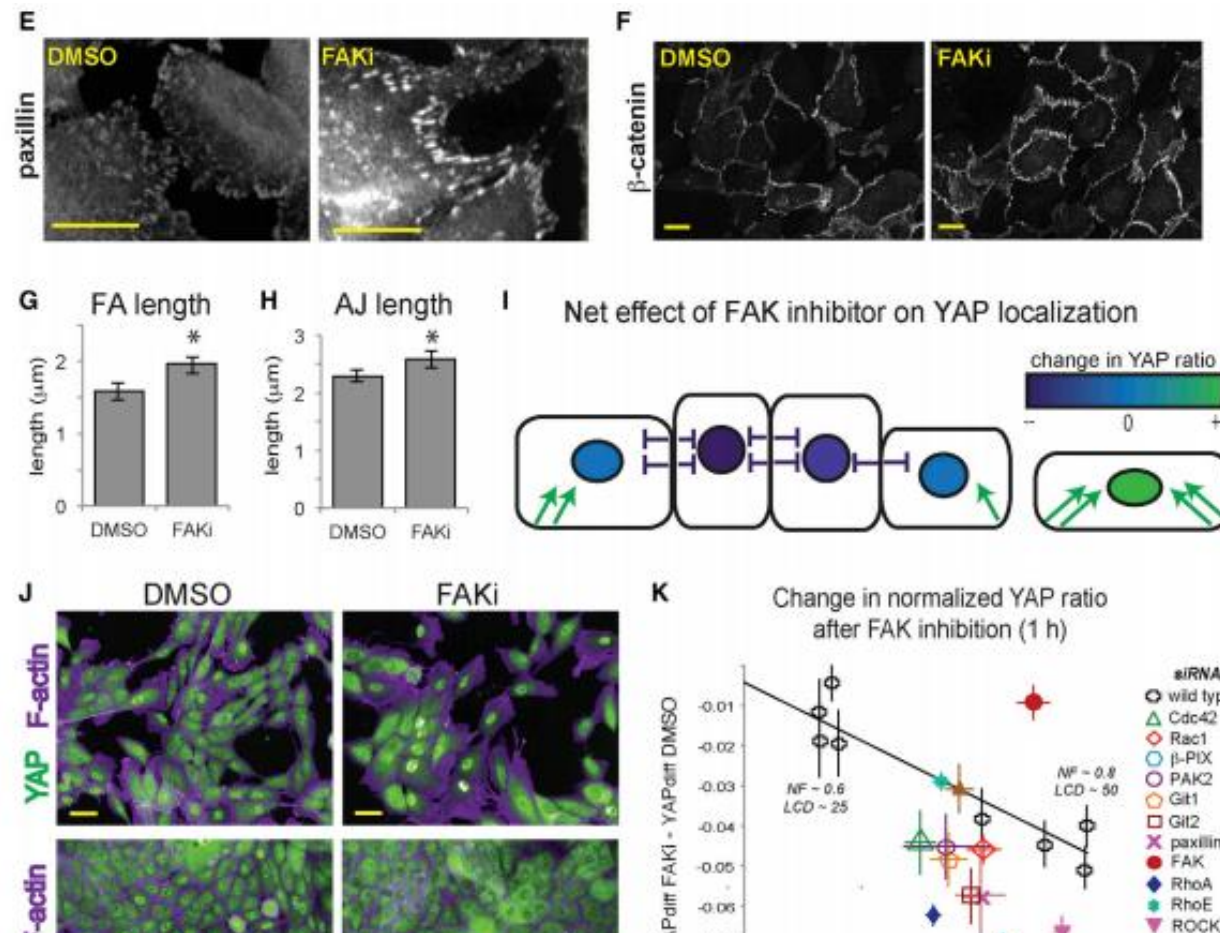 E
DMSO
FAKi
paxillin
F
DMSO
FAKi
β-catenin
G
FA length
length (μm)
2
1
0
DMSO
FAKi
*
H
AJ length
length (μm)
3
2
2
0
DMSO
FAKi
*
I
Net effect of FAK inhibitor on YAP localization
change in YAP ratio
--
0
+
J
DMSO
FAKi
YAP F-actin
-actin
K
Change in normalized YAP ratio
after FAK inhibition (1 h)
APdiff FAKi - YAPdiff DMSO
-0.01
-0.02
-0.03
-0.04
-0.05
-0.06
NF ~ 0.6
LCD ~ 25
NF ~ 0.8
LCD ~ 50
siRNA
wild typ
Cdc42
Rac1
β-PIX
PAK2
Git1
Git2
paxillin
FAK
RhoA
RhoE
ROCK